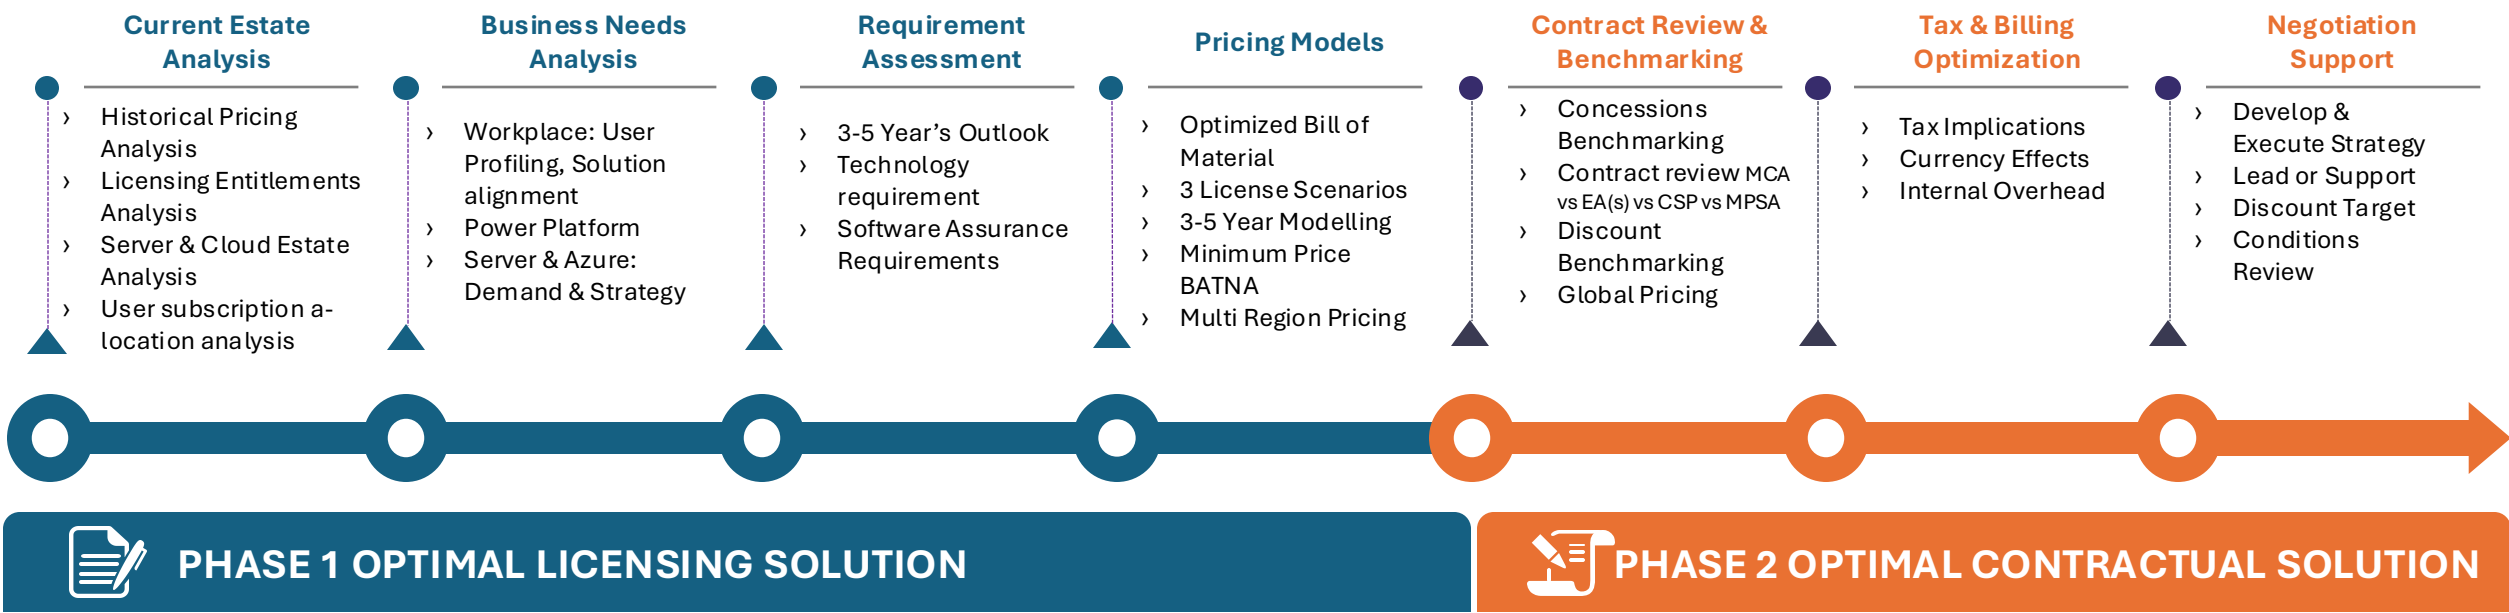 Current Estate
Analysis
› Historical Pricing
Analysis
› Licensing Entitlements
Analysis
› Server & Cloud Estate
Analysis
› User subscription a-
location analysis
Business Needs
Analysis
› Workplace: User
Profiling, Solution
alignment
› Power Platform
› Server & Azure:
Demand & Strategy
Requirement
Assessment
› 3-5 Year’s Outlook
› Technology
requirement
› Software Assurance
Requirements
Pricing Models
› Optimized Bill of
Material
› 3 License Scenarios
› 3-5 Year Modelling
› Minimum Price
BATNA
› Multi Region Pricing
Contract Review &
Benchmarking
› Concessions
Benchmarking
› Contract review MCA
vs EA(s) vs CSP vs MPSA
› Discount
Benchmarking
› Global Pricing
Tax & Billing
Optimization
› Tax Implications
› Currency Effects
› Internal Overhead
Negotiation
Support
› Develop &
Execute Strategy
› Lead or Support
› Discount Target
› Conditions
Review
PHASE 1 OPTIMAL LICENSING SOLUTION
PHASE 2 OPTIMAL CONTRACTUAL SOLUTION